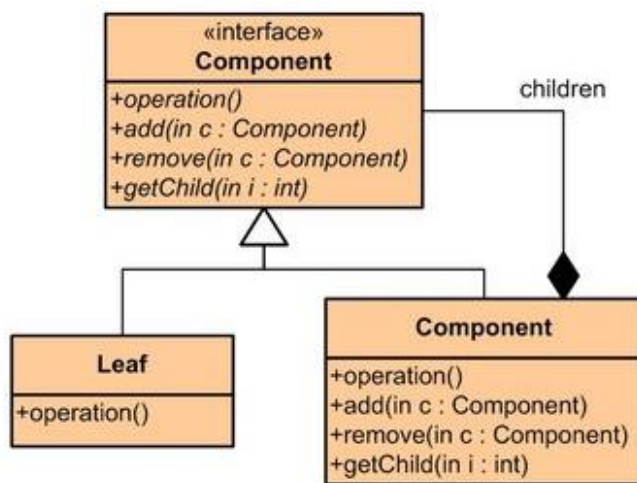 «interface»
Component
+operation()
+add(in c : Component)
+remove(in c : Component)
+getChild(in i : int)
children
Leaf
+operation()
Component
+operation()
+add(in c : Component)
+remove(in c : Component)
+getChild(in i : int)